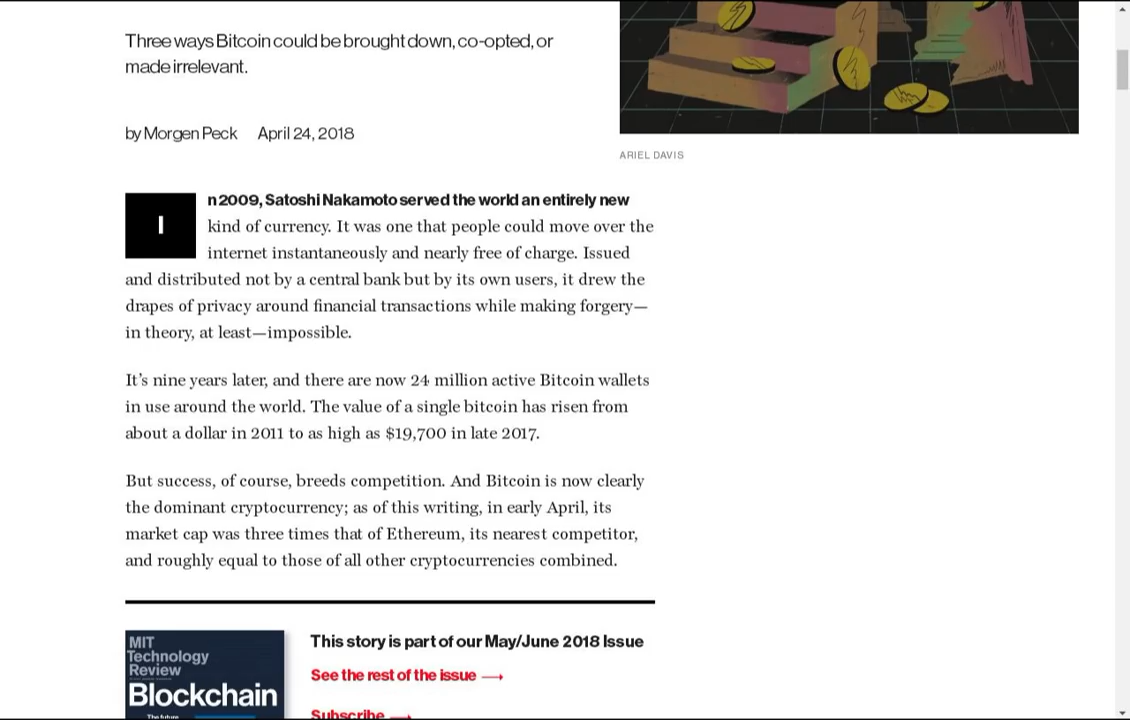 Three ways Bitcoin could be brought down, co-opted, or
made irrelevant.
by Morgen Peck April 24, 2018
ARIEL DAVIS
In 2009, Satoshi Nakamoto served the world an entirely new
kind of currency. It was one that people could move over the
internet instantaneously and nearly free of charge. Issued
and distributed not by a central bank but by its own users, it drew the
drapes of privacy around financial transactions while making forgery—
in theory, at least—impossible.
It’s nine years later, and there are now 24 million active Bitcoin wallets
in use around the world. The value of a single bitcoin has risen from
about a dollar in 2011 to as high as $19,700 in late 2017.
But success, of course, breeds competition. And Bitcoin is now clearly
the dominant cryptocurrency; as of this writing, in early April, its
market cap was three times that of Ethereum, its nearest competitor,
and roughly equal to those of all other cryptocurrencies combined.
MIT
Technology
Review
Blockchain
The future
This story is part of our May/June 2018 Issue
See the rest of the issue →
Subscribe →